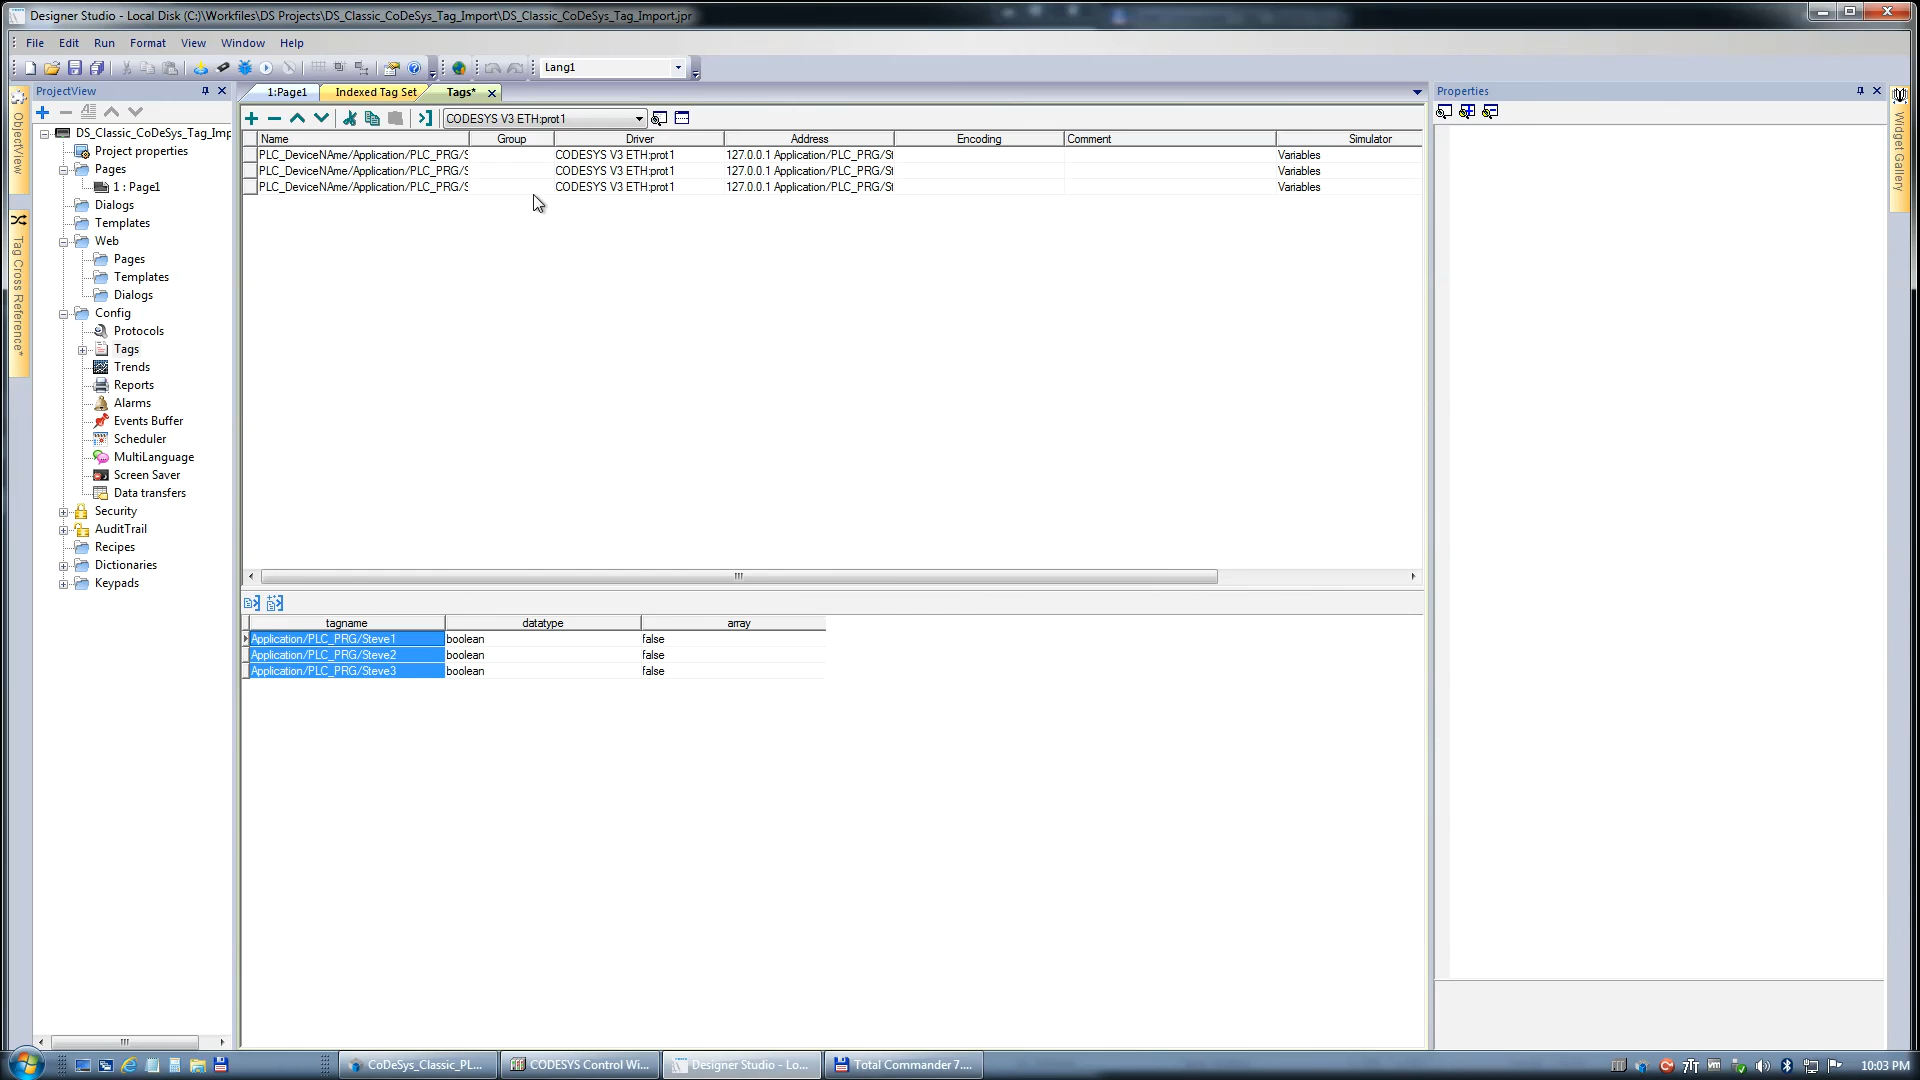 Designer Studio - Local Disk (C:)\Workfiles\DS Projects\DS_Classic_CoDeSys_Tag_Import\DS_Classic_CoDeSys_Tag_Import.jpr
File Edit Run Format View Window Help
Lang1
ProjectView
1:Page1 Indexed Tag Set Tags*
Properties
CODESYS V3 ETH:prot1
ObjectView
Tag Cross Reference*
Widget Gallery
DS_Classic_CoDeSys_Tag_Imp
Project properties
Pages
1 : Page1
Dialogs
Templates
Web
Pages
Templates
Dialogs
Config
Protocols
Tags
Trends
Reports
Alarms
Events Buffer
Scheduler
MultiLanguage
Screen Saver
Data transfers
Security
AuditTrail
Recipes
Dictionaries
Keypads
Name Group Driver Address Encoding Comment Simulator
PLC_DeviceNAme/Application/PLC_PRG/S CODESYS V3 ETH:prot1 127.0.0.1 Application/PLC_PRG/St Variables
PLC_DeviceNAme/Application/PLC_PRG/S CODESYS V3 ETH:prot1 127.0.0.1 Application/PLC_PRG/St Variables
PLC_DeviceNAme/Application/PLC_PRG/S CODESYS V3 ETH:prot1 127.0.0.1 Application/PLC_PRG/St Variables
tagname datatype array
Application/PLC_PRG/Steve1 boolean false
Application/PLC_PRG/Steve2 boolean false
Application/PLC_PRG/Steve3 boolean false
CoDeSys_Classic_PL... CODESYS Control Wi... Designer Studio - Lo... Total Commander 7.... 10:03 PM